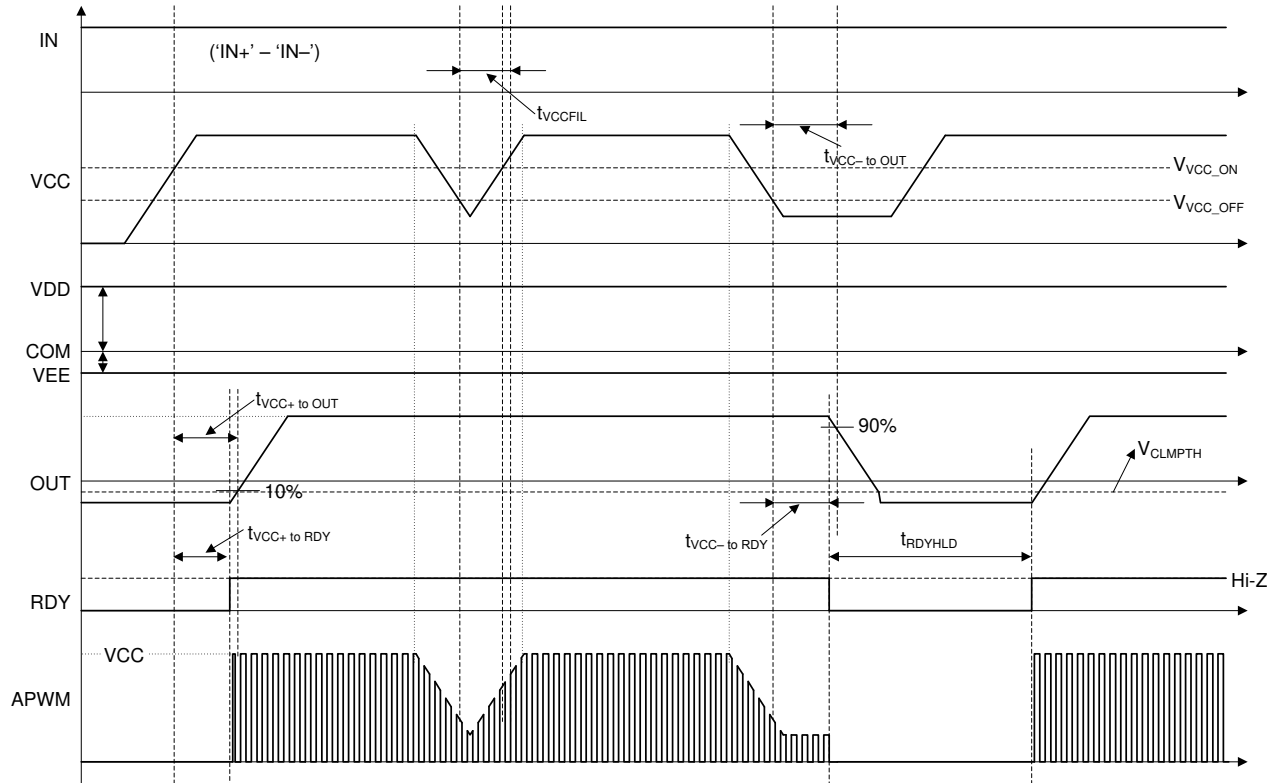 IN
('IN+' – 'IN–')
tVCCFIL
tVCC– to OUT
VCC
VVCC_ON
VVCC_OFF
VDD
COM
VEE
tVCC+ to OUT
90%
VCLMPTH
OUT
10%
tVCC+ to RDY
tVCC– to RDY
tRDYHLD
Hi-Z
RDY
VCC
APWM